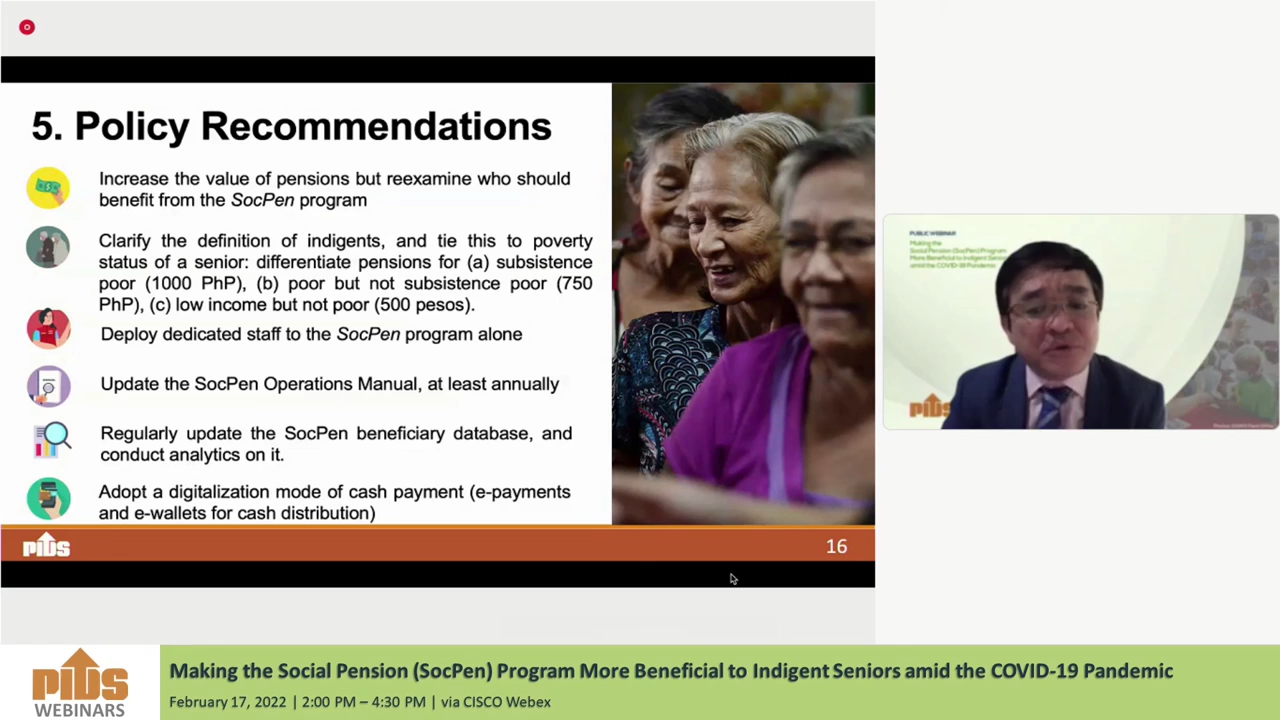 5. Policy Recommendations
Increase the value of pensions but reexamine who should
benefit from the SocPen program
Clarify the definition of indigents, and tie this to poverty
status of a senior: differentiate pensions for (a) subsistence
poor (1000 PhP), (b) poor but not subsistence poor (750
PhP), (c) low income but not poor (500 pesos).
Deploy dedicated staff to the SocPen program alone
Update the SocPen Operations Manual, at least annually
Regularly update the SocPen beneficiary database, and
conduct analytics on it.
Adopt a digitalization mode of cash payment (e-payments
and e-wallets for cash distribution)
PIDS
16
PUBLIC WEBINAR
Making the
Social Pension (SocPen) Program
More Beneficial to Indigent Seniors
amid the COVID-19 Pandemic
PIDS
PIDS
WEBINARS
Making the Social Pension (SocPen) Program More Beneficial to Indigent Seniors amid the COVID-19 Pandemic
February 17, 2022 | 2:00 PM – 4:30 PM | via CISCO Webex